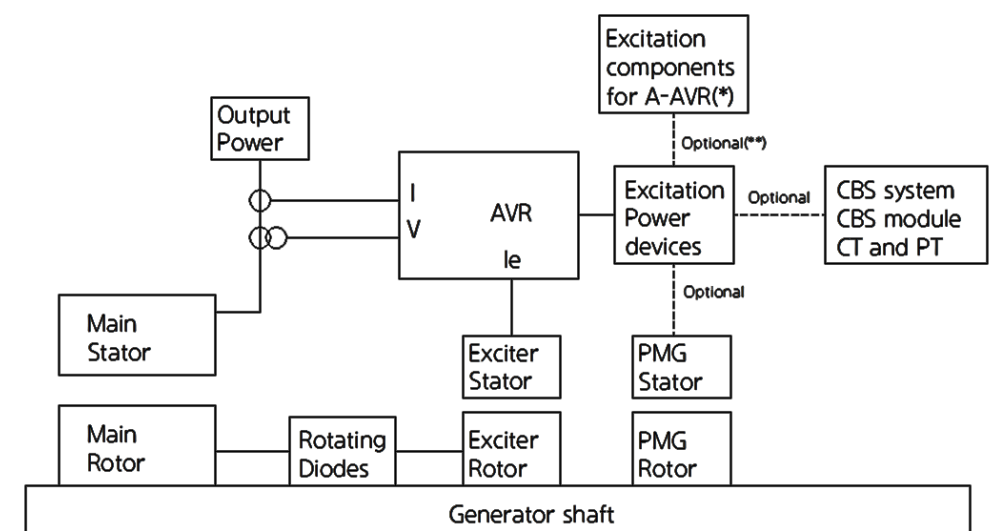 Excitation
components
for A-AVR(*)
Optional(**)
Output
Power
I
V
AVR
Ie
Excitation
Power
devices
Optional
CBS system
CBS module
CT and PT
Optional
Main
Stator
Exciter
Stator
PMG
Stator
Main
Rotor
Rotating
Diodes
Exciter
Rotor
PMG
Rotor
Generator shaft